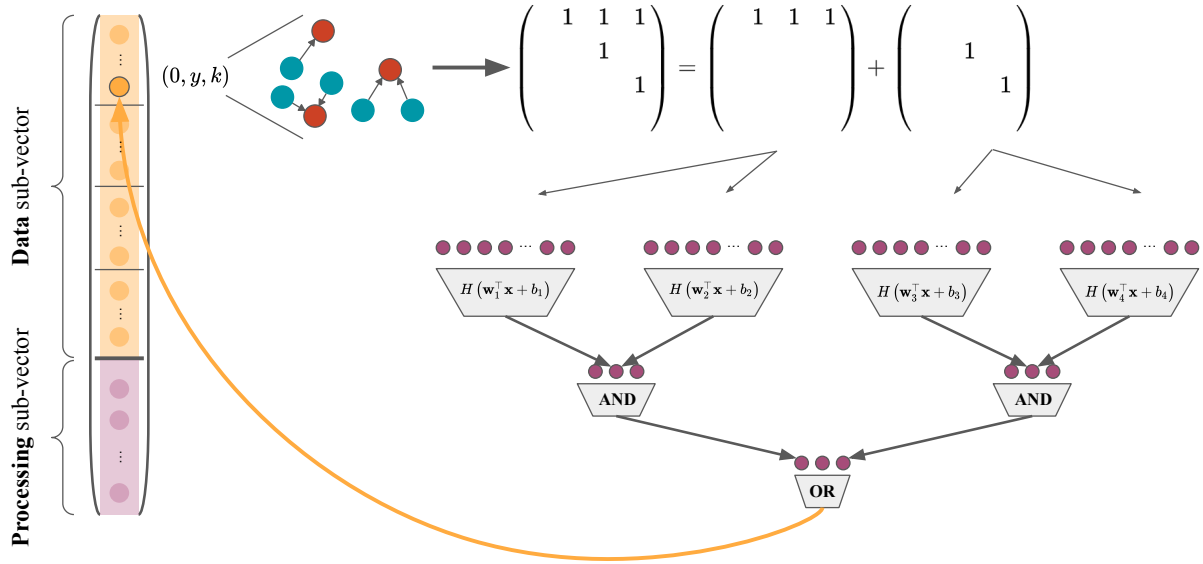 Data sub-vector
Processing sub-vector
...
(0, y, k)
1 1 1
1
1
=
1 1 1
+
1
1
...
...
...
...
H (w₁ᵀx + b₁)
H (w₂ᵀx + b₂)
H (w₃ᵀx + b₃)
H (w₄ᵀx + b₄)
AND
AND
OR